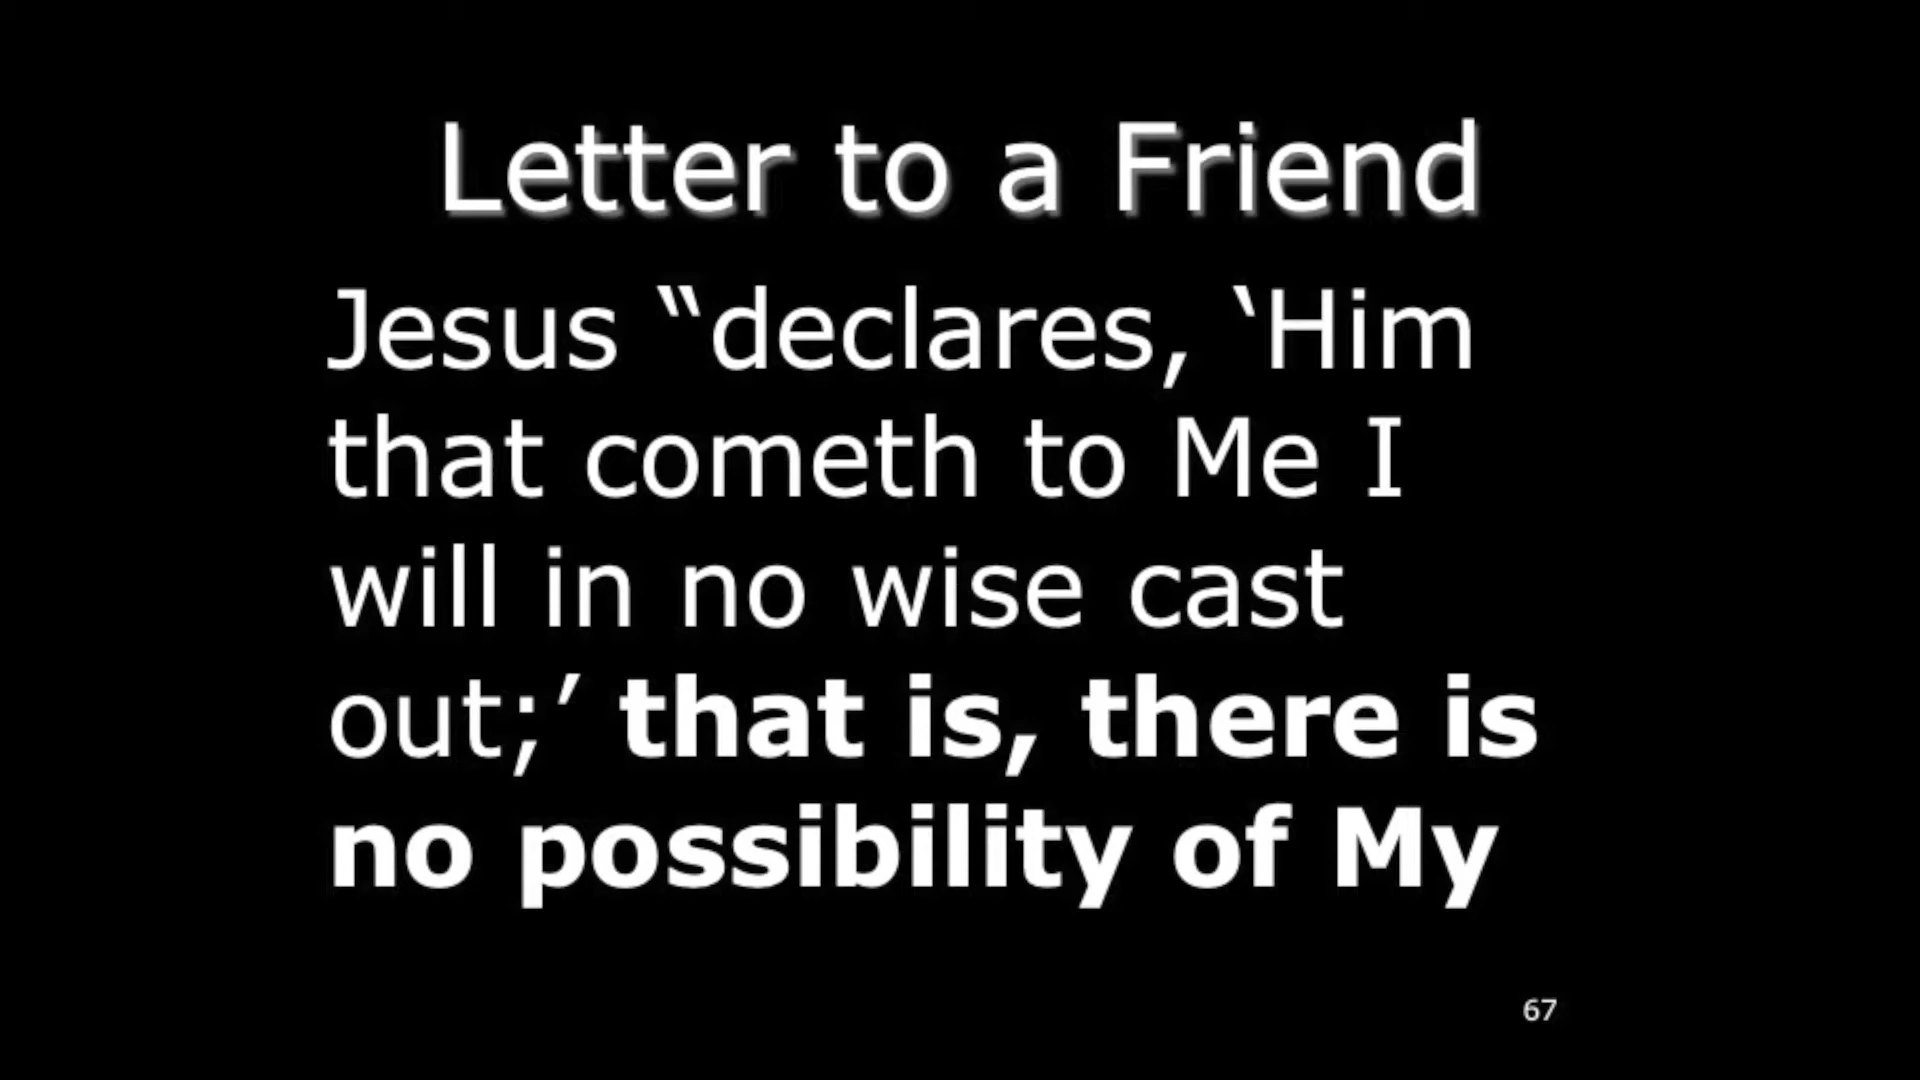 Letter to a Friend
Jesus “declares, ‘Him
that cometh to Me I
will in no wise cast
out;’ that is, there is
no possibility of My
67